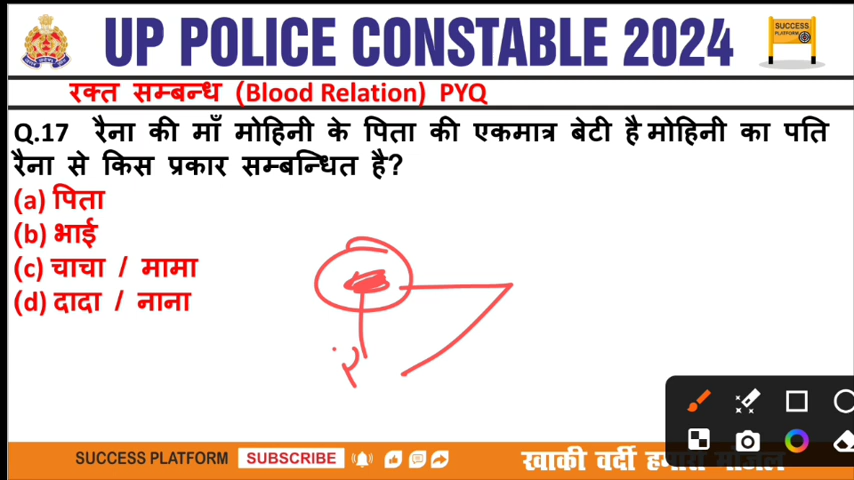 UP POLICE CONSTABLE 2024
SUCCESS
PLATFORM
रक्त सम्बन्ध (Blood Relation) PYQ
Q.17 रैना की माँ मोहिनी के पिता की एकमात्र बेटी है मोहिनी का पति
रैना से किस प्रकार सम्बन्धित है?
(a) पिता
(b) भाई
(c) चाचा / मामा
(d) दादा / नाना
SUCCESS PLATFORM SUBSCRIBE खाकी वर्दी हमारी मंजिल